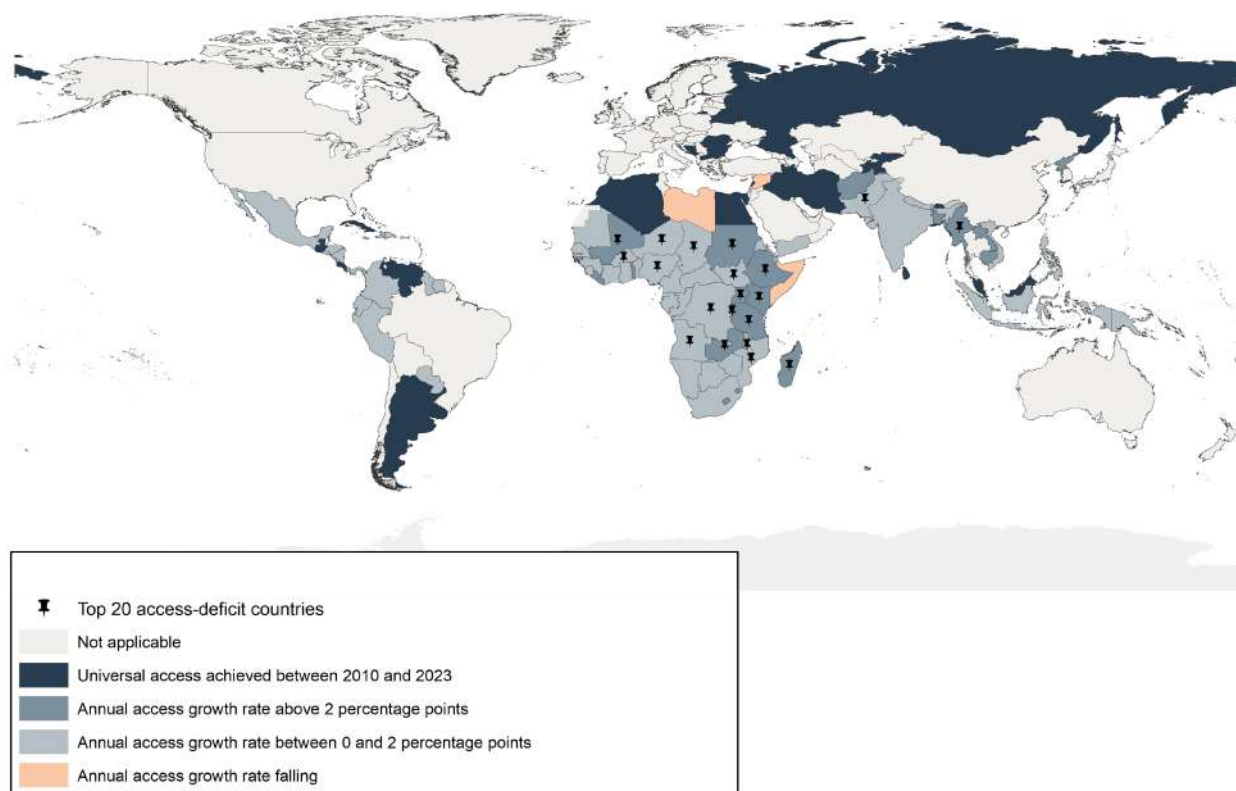 Top 20 access-deficit countries
Not applicable
Universal access achieved between 2010 and 2023
Annual access growth rate above 2 percentage points
Annual access growth rate between 0 and 2 percentage points
Annual access growth rate falling